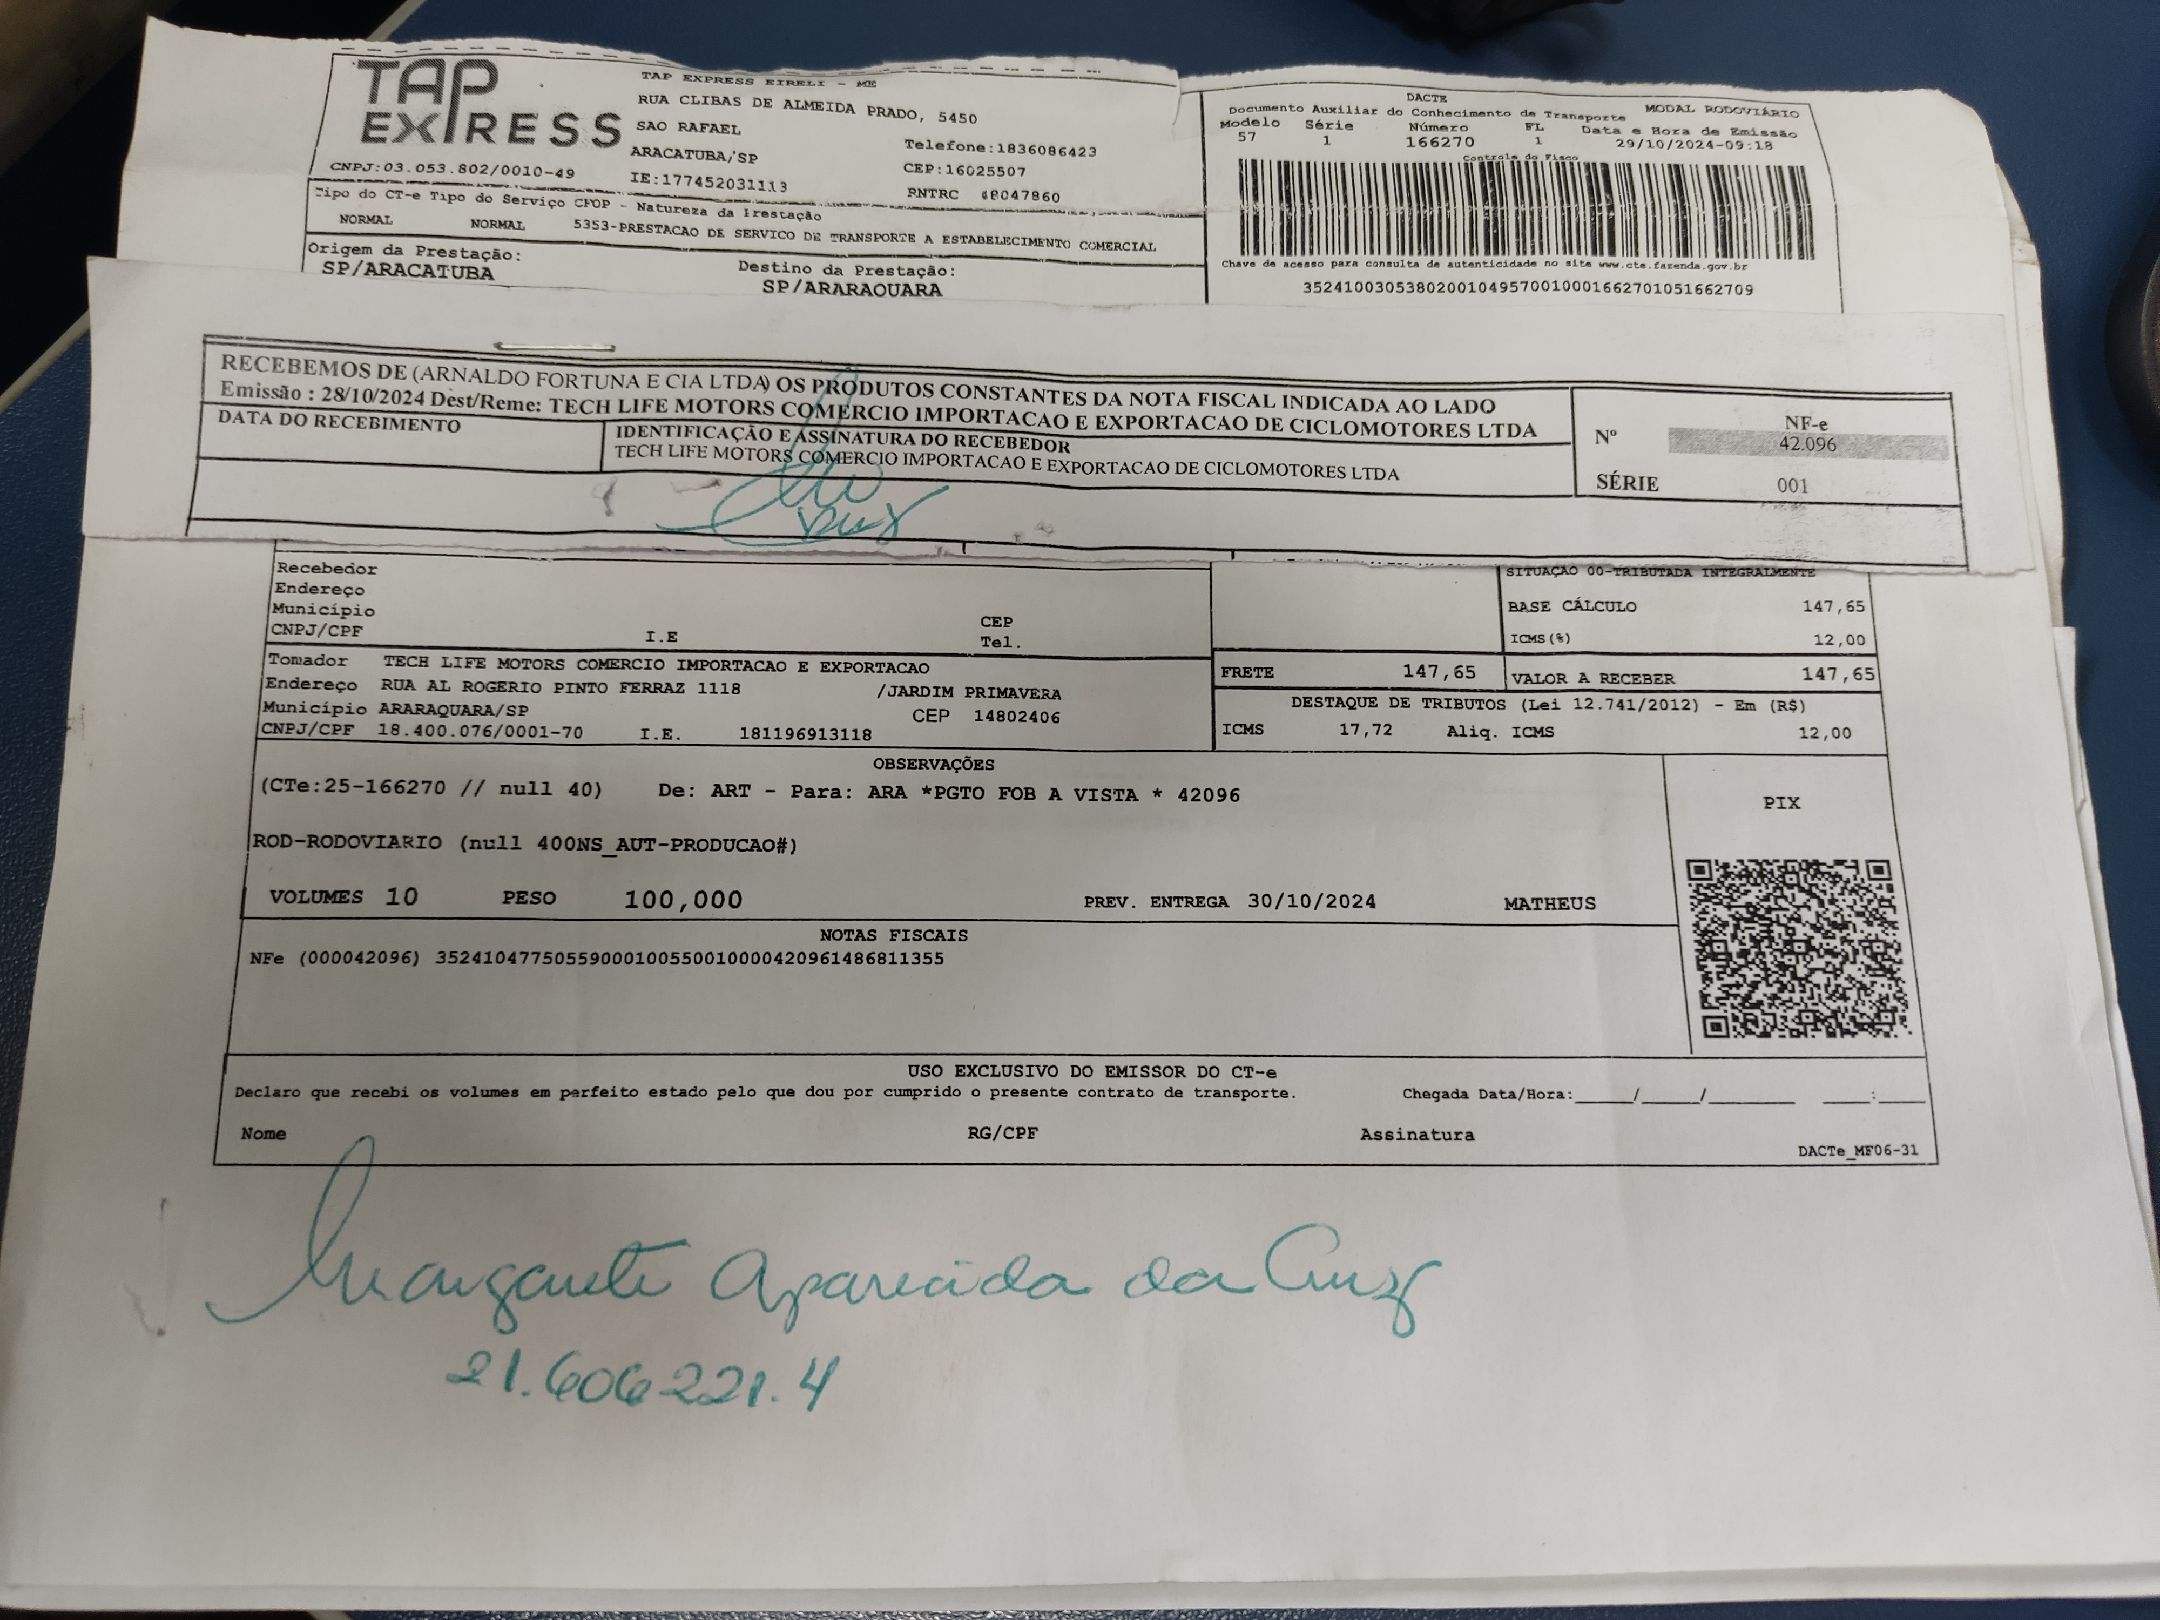 TAP EXPRESS
TAP EXPRESS EIRELI - ME
RUA CLIBAS DE ALMEIDA PRADO, 5450
SAO RAFAEL
ARACATUBA/SP
Telefone:1836086423
CEP:16025507
CNPJ:03.053.802/0010-49
IE:177452031113
RNTRC 48047860
Tipo do CT-e Tipo do Serviço CFOP - Natureza da Prestação
NORMAL NORMAL 5353-PRESTACAO DE SERVICO DE TRANSPORTE A ESTABELECIMENTO COMERCIAL
Origem da Prestação: Destino da Prestação:
SP/ARACATUBA SP/ARARAQUARA
DACTE MODAL RODOVIÁRIO
Documento Auxiliar do Conhecimento de Transporte
Modelo Série Número FL Data e Hora de Emissão
57 1 166270 1 29/10/2024-09:18
Controle do Fisco
Chave de acesso para consulta de autenticidade no site www.cte.fazenda.gov.br
35241003053802001049570010001662701051662709
RECEBEMOS DE (ARNALDO FORTUNA E CIA LTDA) OS PRODUTOS CONSTANTES DA NOTA FISCAL INDICADA AO LADO
Emissão : 28/10/2024 Dest/Reme: TECH LIFE MOTORS COMERCIO IMPORTACAO E EXPORTACAO DE CICLOMOTORES LTDA
DATA DO RECEBIMENTO IDENTIFICAÇÃO E ASSINATURA DO RECEBEDOR
TECH LIFE MOTORS COMERCIO IMPORTACAO E EXPORTACAO DE CICLOMOTORES LTDA
NF-e
Nº 42.096
SÉRIE 001
Recebedor
Endereço
Município CEP
CNPJ/CPF I.E Tel.
SITUAÇAO 00-TRIBUTADA INTEGRALMENTE
BASE CÁLCULO 147,65
ICMS(%) 12,00
Tomador TECH LIFE MOTORS COMERCIO IMPORTACAO E EXPORTACAO
Endereço RUA AL ROGERIO PINTO FERRAZ 1118 /JARDIM PRIMAVERA
Município ARARAQUARA/SP CEP 14802406
CNPJ/CPF 18.400.076/0001-70 I.E. 181196913118
FRETE 147,65 VALOR A RECEBER 147,65
DESTAQUE DE TRIBUTOS (Lei 12.741/2012) - Em (R$)
ICMS 17,72 Aliq. ICMS 12,00
OBSERVAÇÕES
(CTe:25-166270 // null 40) De: ART - Para: ARA *PGTO FOB A VISTA * 42096
ROD-RODOVIARIO (null 400NS_AUT-PRODUCAO#)
VOLUMES 10 PESO 100,000 PREV. ENTREGA 30/10/2024 MATHEUS
PIX
NOTAS FISCAIS
NFe (000042096) 35241047750559000100550010000420961486811355
USO EXCLUSIVO DO EMISSOR DO CT-e
Declaro que recebi os volumes em perfeito estado pelo que dou por cumprido o presente contrato de transporte. Chegada Data/Hora:_____/_____/________ ____:____
Nome RG/CPF Assinatura
DACTe_MF06-31
Margarete Aparecida da Cruz
21.606221.4